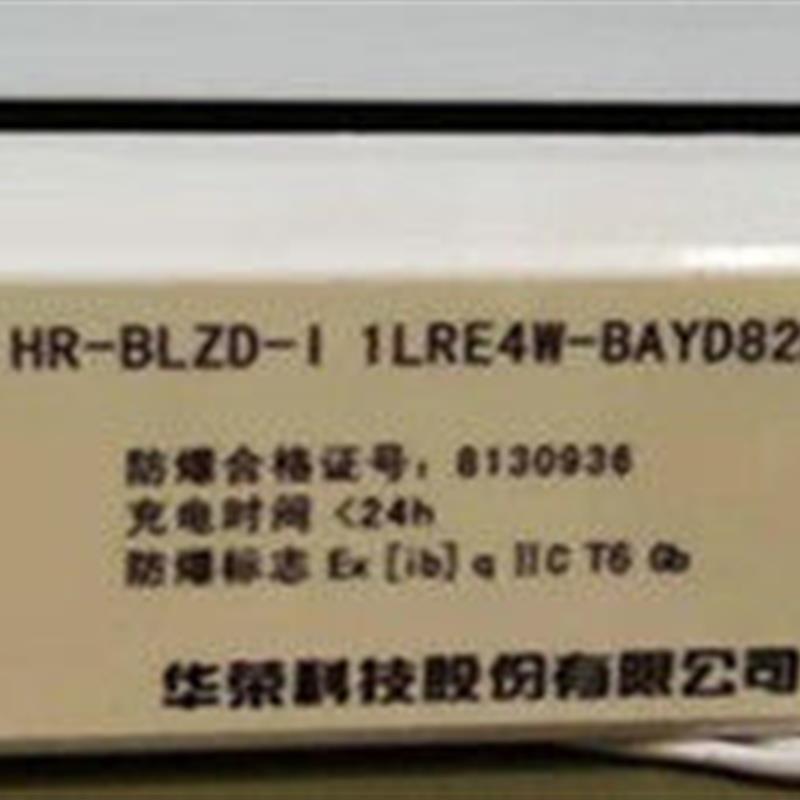 HR-BLZD-I 1LRE4W-BAYD82
防爆合格证号：8130936
充电时间 <24h
防爆标志 Ex [ib] q IIC T6 Gb
华荣科技股份有限公司